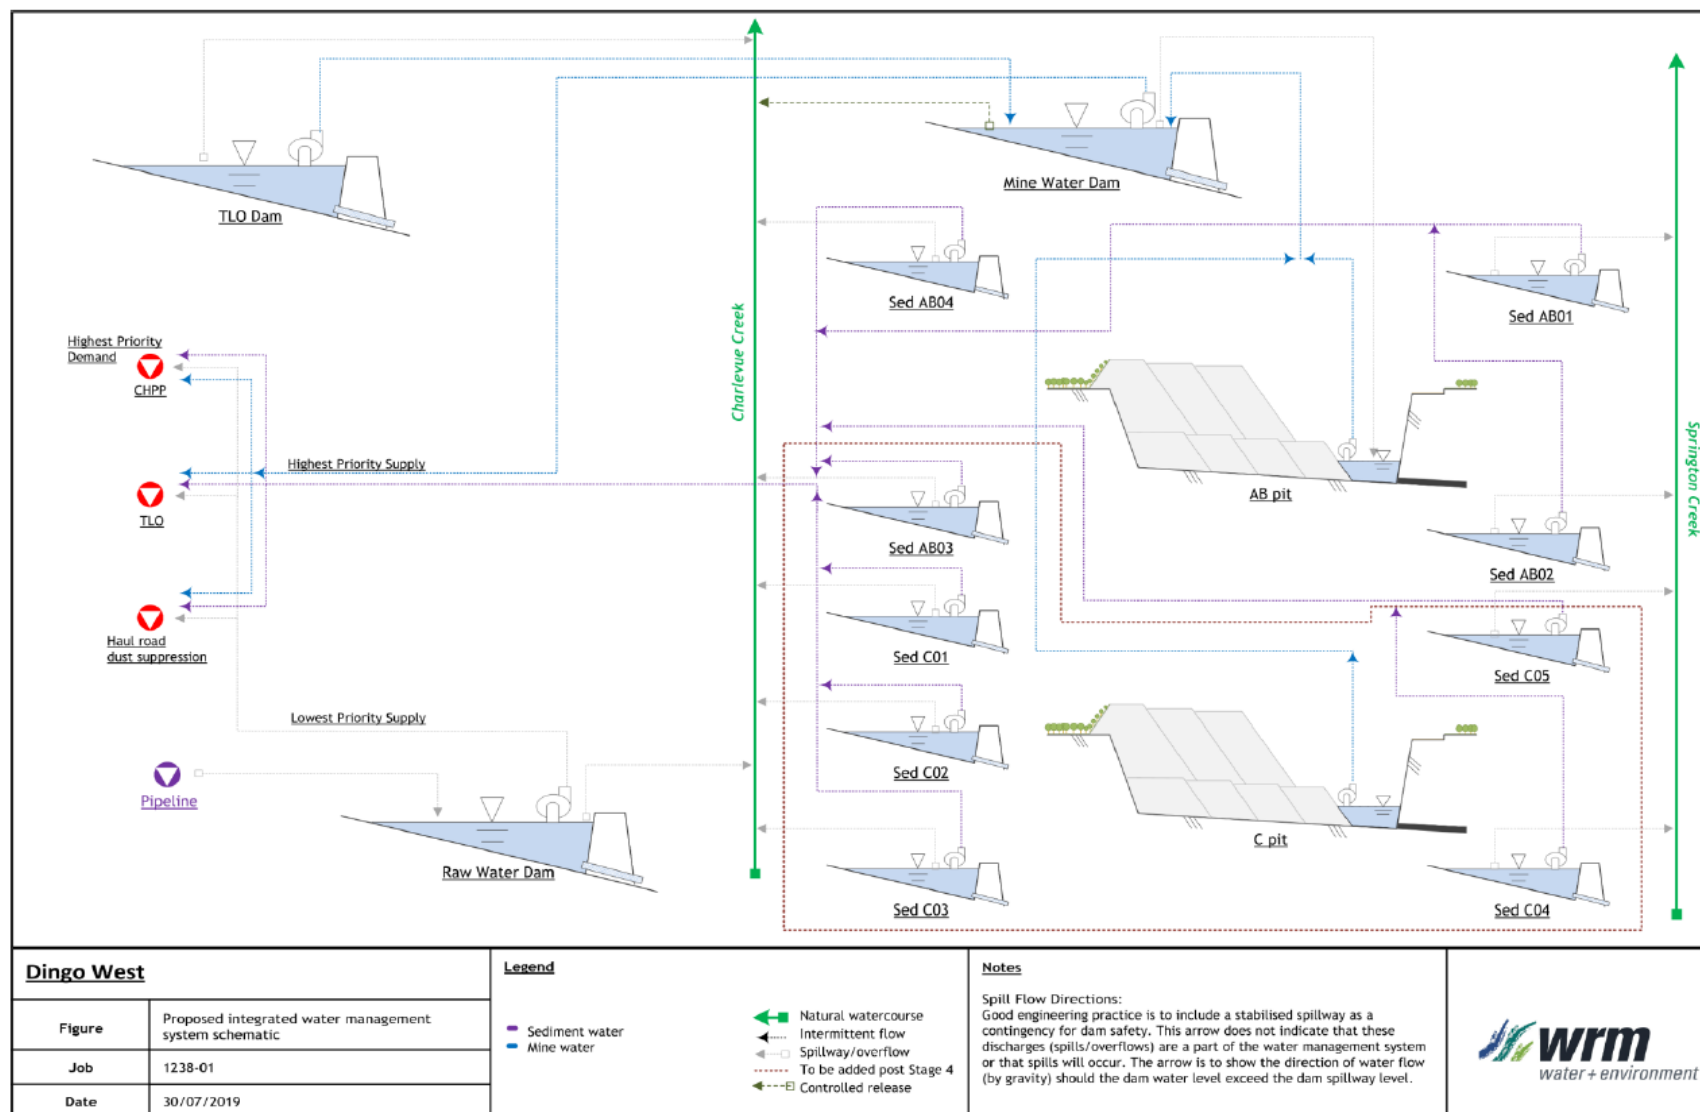 TLO Dam
Mine Water Dam
Charlevue Creek
Springton Creek
Sed AB04
Sed AB01
Highest Priority
Demand
CHPP
Highest Priority Supply
TLO
AB pit
Sed AB03
Sed AB02
Haul road
dust suppression
Sed C01
Sed C05
Lowest Priority Supply
Pipeline
Raw Water Dam
Sed C02
C pit
Sed C03
Sed C04
Dingo West
Figure
Proposed integrated water management
system schematic
Job
1238-01
Date
30/07/2019
Legend
Sediment water
Mine water
Natural watercourse
Intermittent flow
Spillway/overflow
To be added post Stage 4
Controlled release
Notes
Spill Flow Directions:
Good engineering practice is to include a stabilised spillway as a
contingency for dam safety. This arrow does not indicate that these
discharges (spills/overflows) are a part of the water management system
or that spills will occur. The arrow is to show the direction of water flow
(by gravity) should the dam water level exceed the dam spillway level.
wrm
water+environment